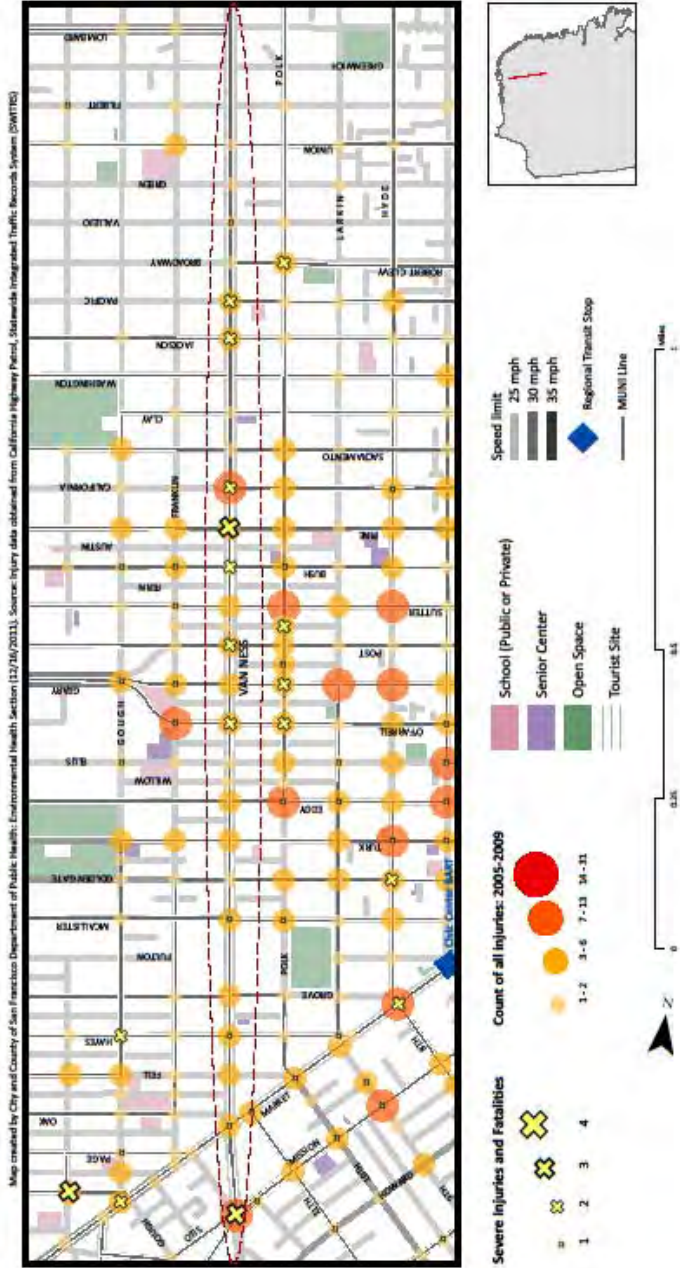 Map created by City and County of San Francisco Department of Public Health: Environmental Health Section (12/16/2011). Source: Injury data obtained from California Highway Patrol, Statewide Integrated Traffic Records System (SWITRS)
LOMBARD
FILBERT
GREENWICH
POLK
UNION
GREEN
VALLEJO
LARKIN
HYDE
BROADWAY
ROBERT C LEVY
PACIFIC
JACKSON
WASHINGTON
CLAY
SACRAMENTO
CALIFORNIA
FRANKLIN
AUSTIN
PINE
BUSH
FERN
SUTTER
VAN NESS
POST
GEARY
GOUGH
O'FARRELL
ELLIS
WILLOW
EDDY
TURK
GOLDEN GATE
Civic Center BART
MCALLISTER
FULTON
POLK
GROVE
HAYES
8TH
FELL
MARKET
OAK
MISSION
PAGE
HOWARD
GOUGH
OTIS
Severe Injuries and Fatalities
1
2
3
4
Count of all injuries: 2005-2009
1 - 2
3 - 6
7 - 13
14 - 31
School (Public or Private)
Senior Center
Open Space
Tourist Site
Speed limit
25 mph
30 mph
35 mph
Regional Transit Stop
MUNI Line
N
0
0.25
0.5
1
Miles